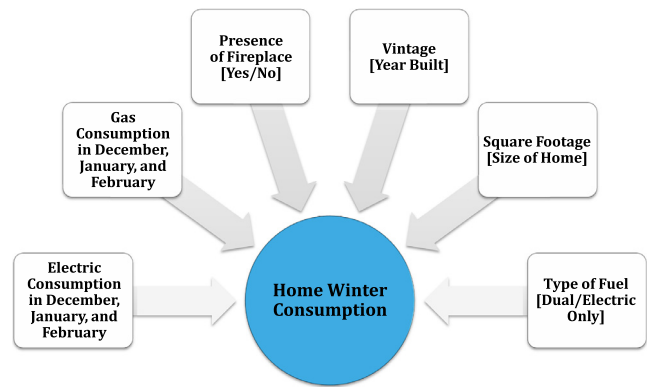 Presence
of Fireplace
[Yes/No]
Vintage
[Year Built]
Gas
Consumption
in December,
January, and
February
Square Footage
[Size of Home]
Electric
Consumption
in December,
January, and
February
Home Winter
Consumption
Type of Fuel
[Dual/Electric
Only]